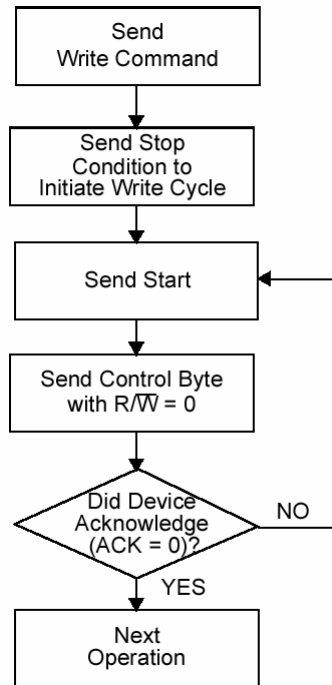 Send
Write Command
Send Stop
Condition to
Initiate Write Cycle
Send Start
Send Control Byte
with R/W̅ = 0
Did Device
Acknowledge
(ACK = 0)?
NO
YES
Next
Operation